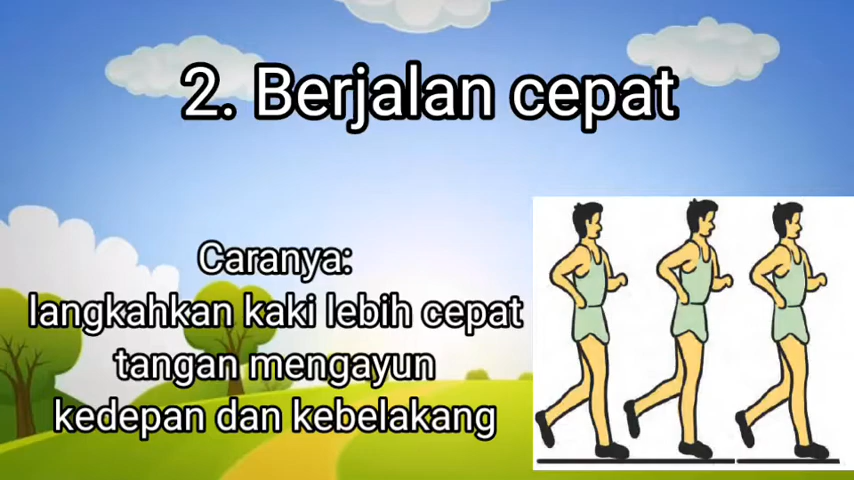 2. Berjalan cepat
Caranya:
langkahkan kaki lebih cepat
tangan mengayun
kedepan dan kebelakang